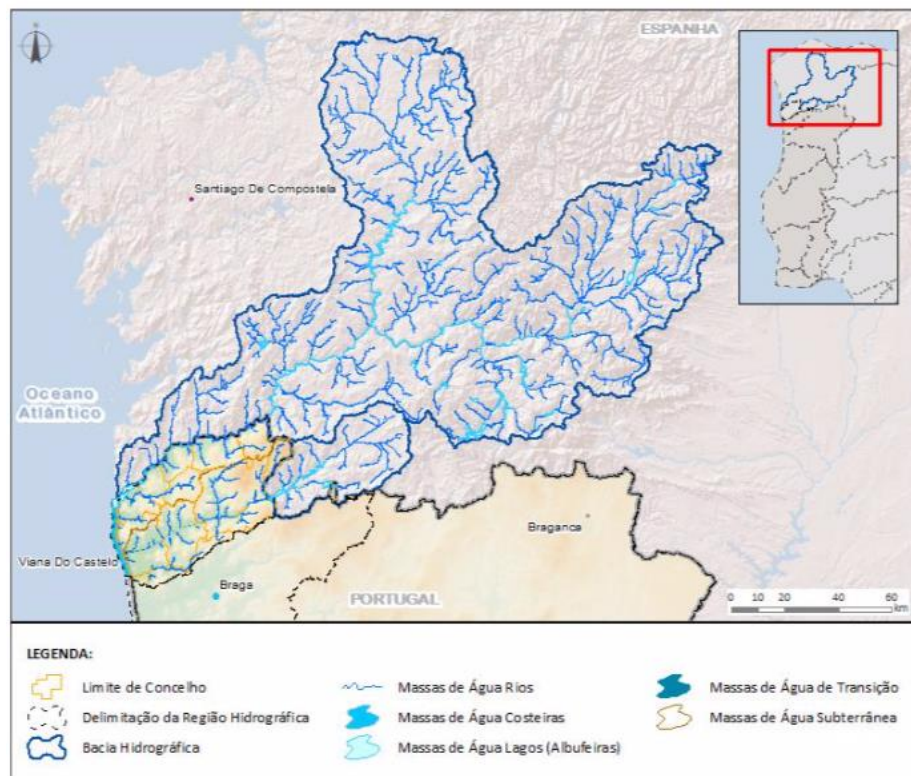 ESPANHA
Santiago De Compostela
Oceano
Atlântico
Viana Do Castelo
Braga
Braganca
PORTUGAL
0 10 20 40 60
km
LEGENDA:
Limite de Concelho
Delimitação da Região Hidrográfica
Bacia Hidrográfica
Massas de Água Rios
Massas de Água Costeiras
Massas de Água Lagos (Albufeiras)
Massas de Água de Transição
Massas de Água Subterrânea